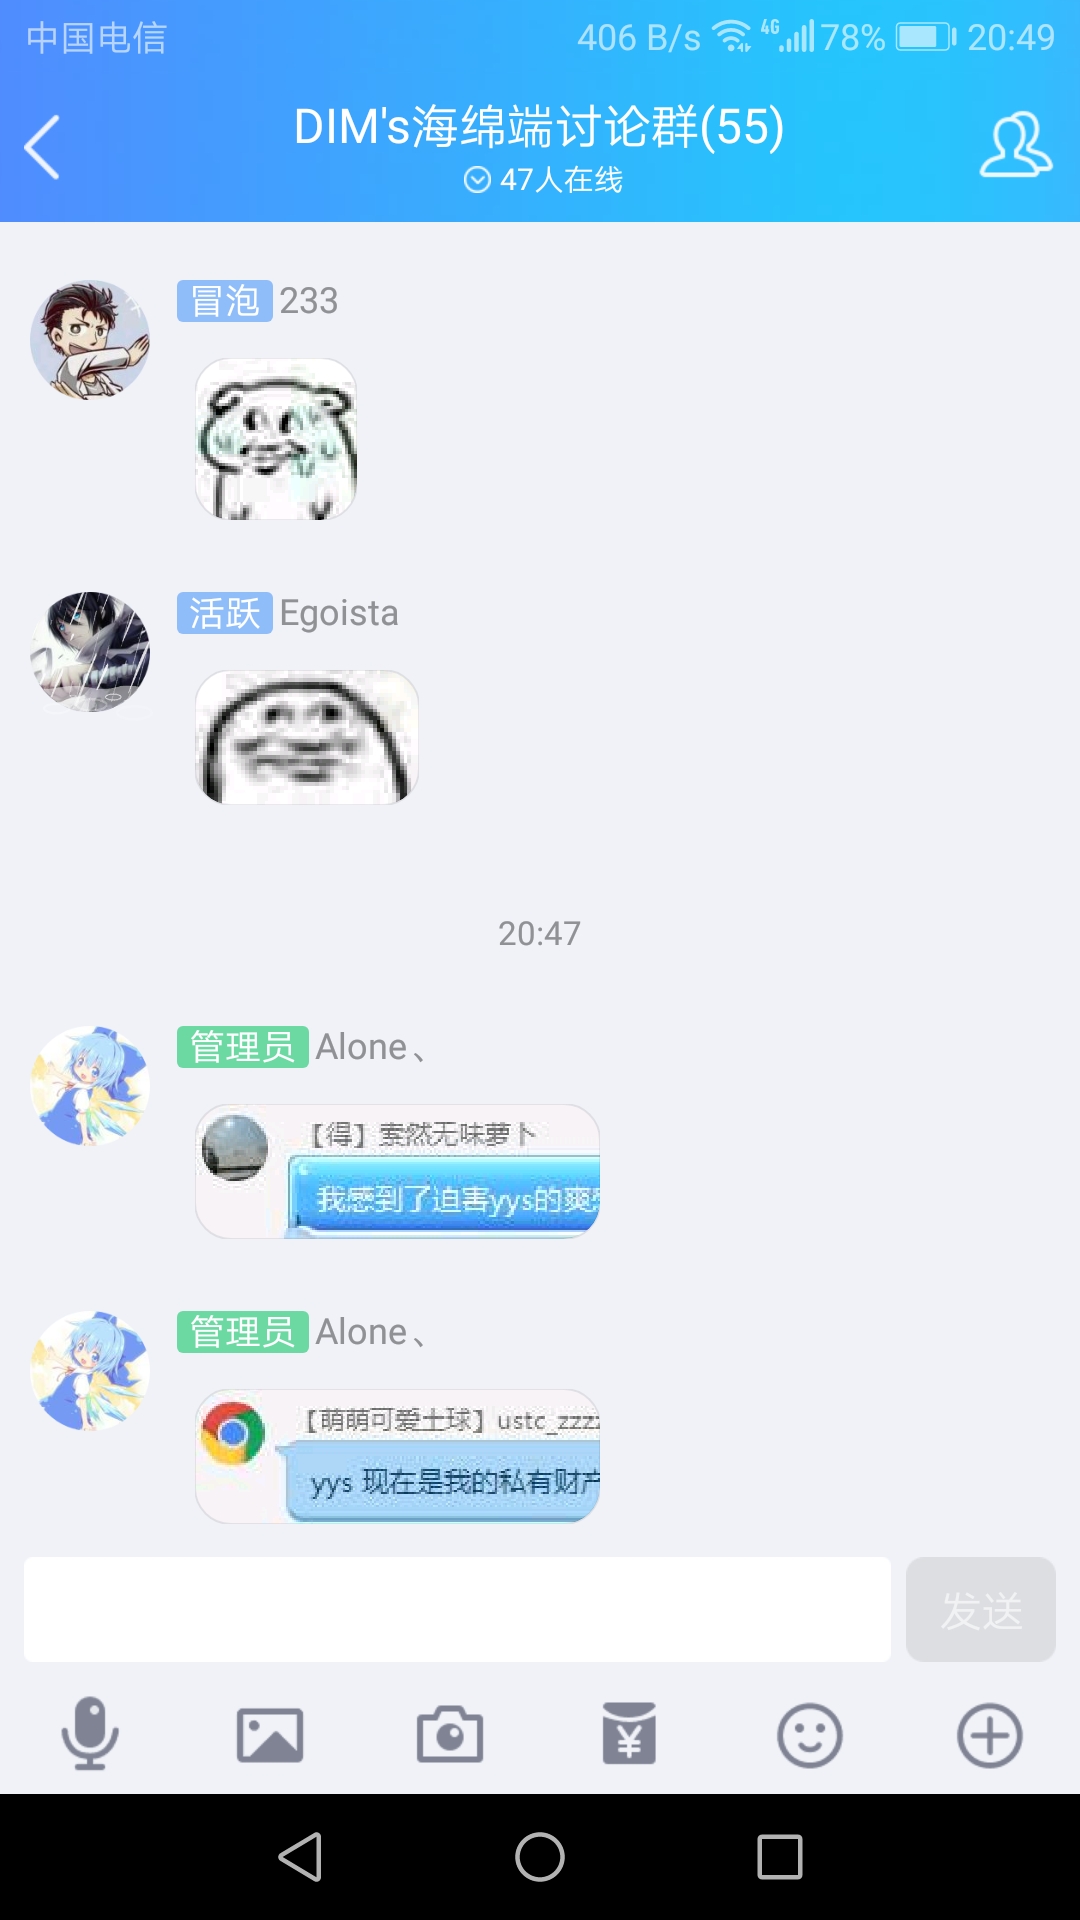 中国电信 406 B/s 4G 78% 20:49
DIM's海绵端讨论群(55)
47人在线
冒泡 233
活跃 Egoista
20:47
管理员 Alone、
【得】索然无味萝卜
我感到了迫害yys的爽
管理员 Alone、
【萌萌可爱土球】ustc_zzzz
yys 现在是我的私有财产
发送